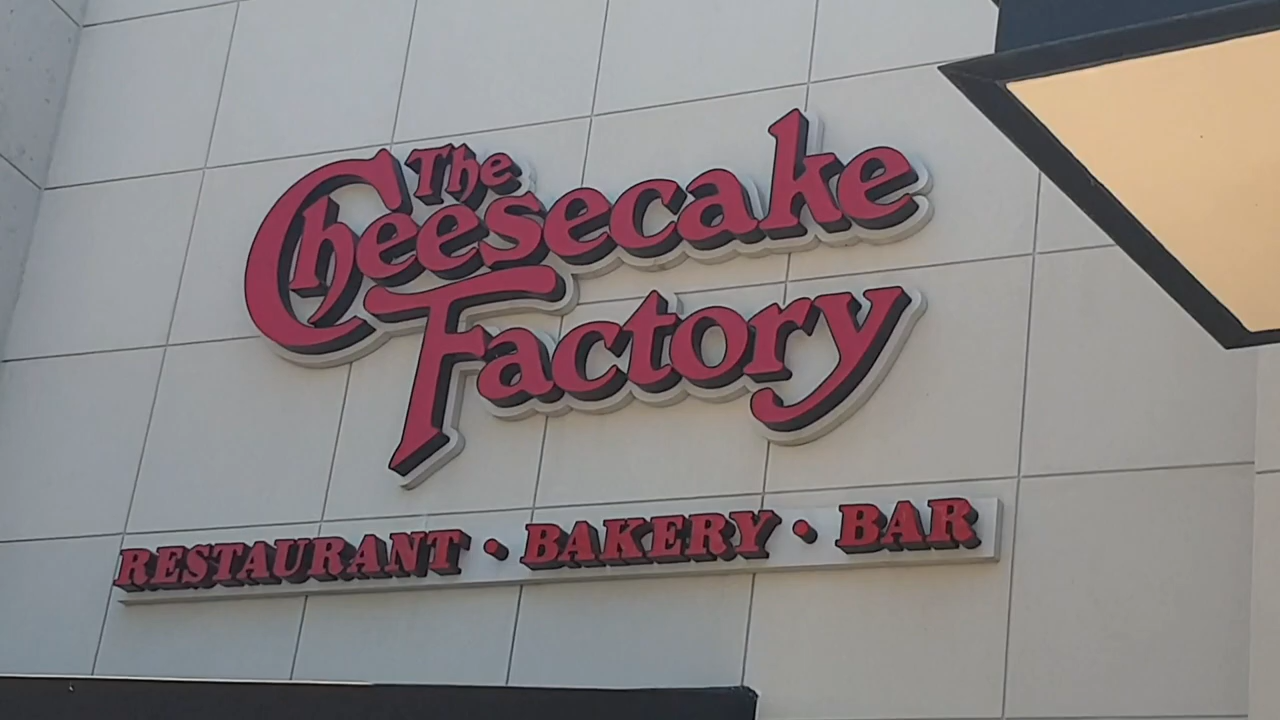 The
Cheesecake
Factory
RESTAURANT • BAKERY • BAR